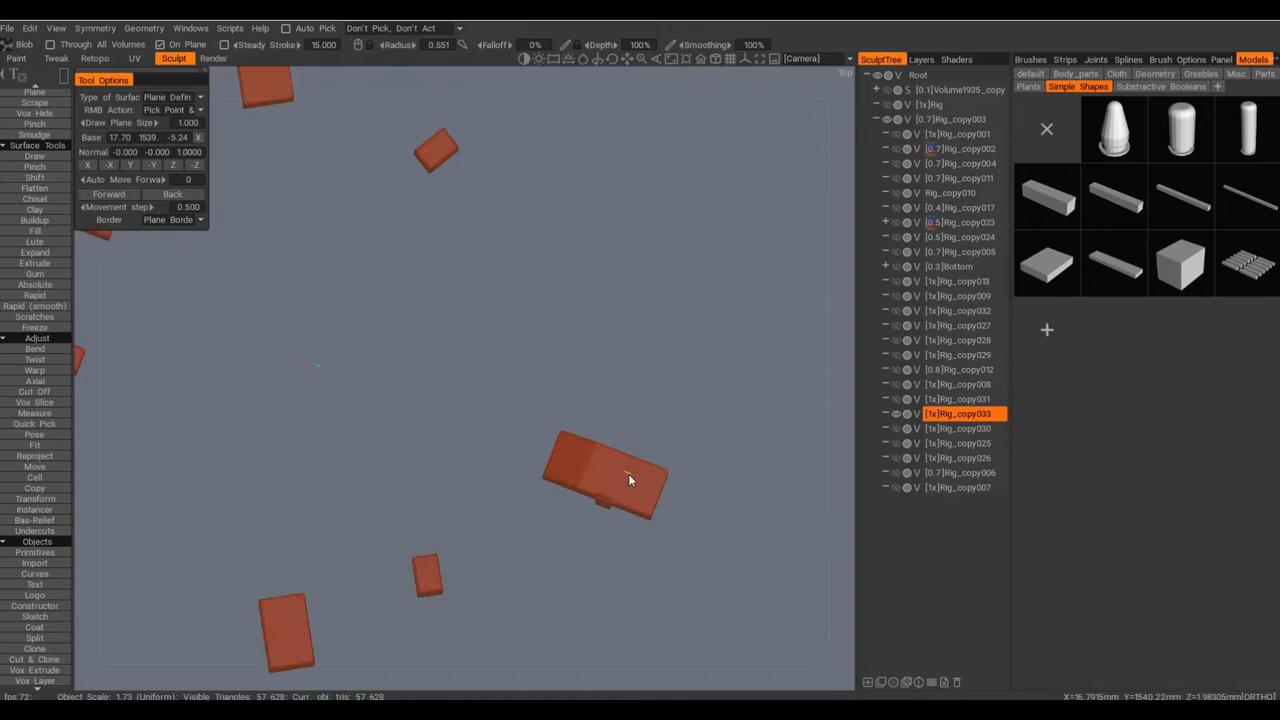 File Edit View Symmetry Geometry Windows Scripts Help Auto Pick Don't Pick, Don't Act
Blob Through All Volumes On Plane Steady Stroke 15.000 Radius 0.551 Falloff 0% Depth 100% Smoothing 100% [Camera]
SculptTree Layers Shaders
Brushes Strips Joints Splines Brush Options Panel Models
Paint Tweak Retopo UV Sculpt Render
default Body_parts Cloth Geometry Greebles Misc Parts
Plants Simple Shapes Substractive Booleans +
Top
Tool Options
Type of Surfac Plane Defin
RMB Action: Pick Point &
Draw Plane Size 1.000
Base 17.70 1539. -5.24 X
Normal -0.000 -0.000 1.0000
X -X Y -Y Z -Z
Auto Move Forwa 0
Forward Back
Movement step 0.500
Border Plane Borde
Plane
Scrape
Vox Hide
Pinch
Smudge
Surface Tools
Draw
Pinch
Shift
Flatten
Chisel
Clay
Buildup
Fill
Lute
Expand
Extrude
Gum
Absolute
Rapid
Rapid (smooth)
Scratches
Freeze
Adjust
Bend
Twist
Warp
Axial
Cut Off
Vox Slice
Measure
Quick Pick
Pose
Fit
Reproject
Move
Cell
Copy
Transform
Instancer
Bas-Relief
Undercuts
Objects
Primitives
Import
Curves
Text
Logo
Constructor
Sketch
Coat
Split
Clone
Cut & Clone
Vox Extrude
Vox Layer
V Root
+ S [0.1]Volume1935_copy
V [1x]Rig
V [0.7]Rig_copy003
V [1x]Rig_copy001
V [0.7]Rig_copy002
V [0.7]Rig_copy004
V [0.7]Rig_copy011
V Rig_copy010
V [0.4]Rig_copy017
+ V [0.5]Rig_copy023
V [0.5]Rig_copy024
V [0.7]Rig_copy005
+ V [0.3]Bottom
V [1x]Rig_copy013
V [1x]Rig_copy009
V [1x]Rig_copy032
V [1x]Rig_copy027
V [1x]Rig_copy028
V [1x]Rig_copy029
V [0.8]Rig_copy012
V [1x]Rig_copy008
V [1x]Rig_copy031
V [1x]Rig_copy033
V [1x]Rig_copy030
V [1x]Rig_copy025
V [1x]Rig_copy026
V [0.7]Rig_copy006
V [1x]Rig_copy007
fps:72; Object Scale: 1.73 (Uniform); Visible Triangles: 57 628; Curr. obj. tris: 57 628
X=16.7915mm Y=1540.22mm Z=1.98305mm[ORTHO]